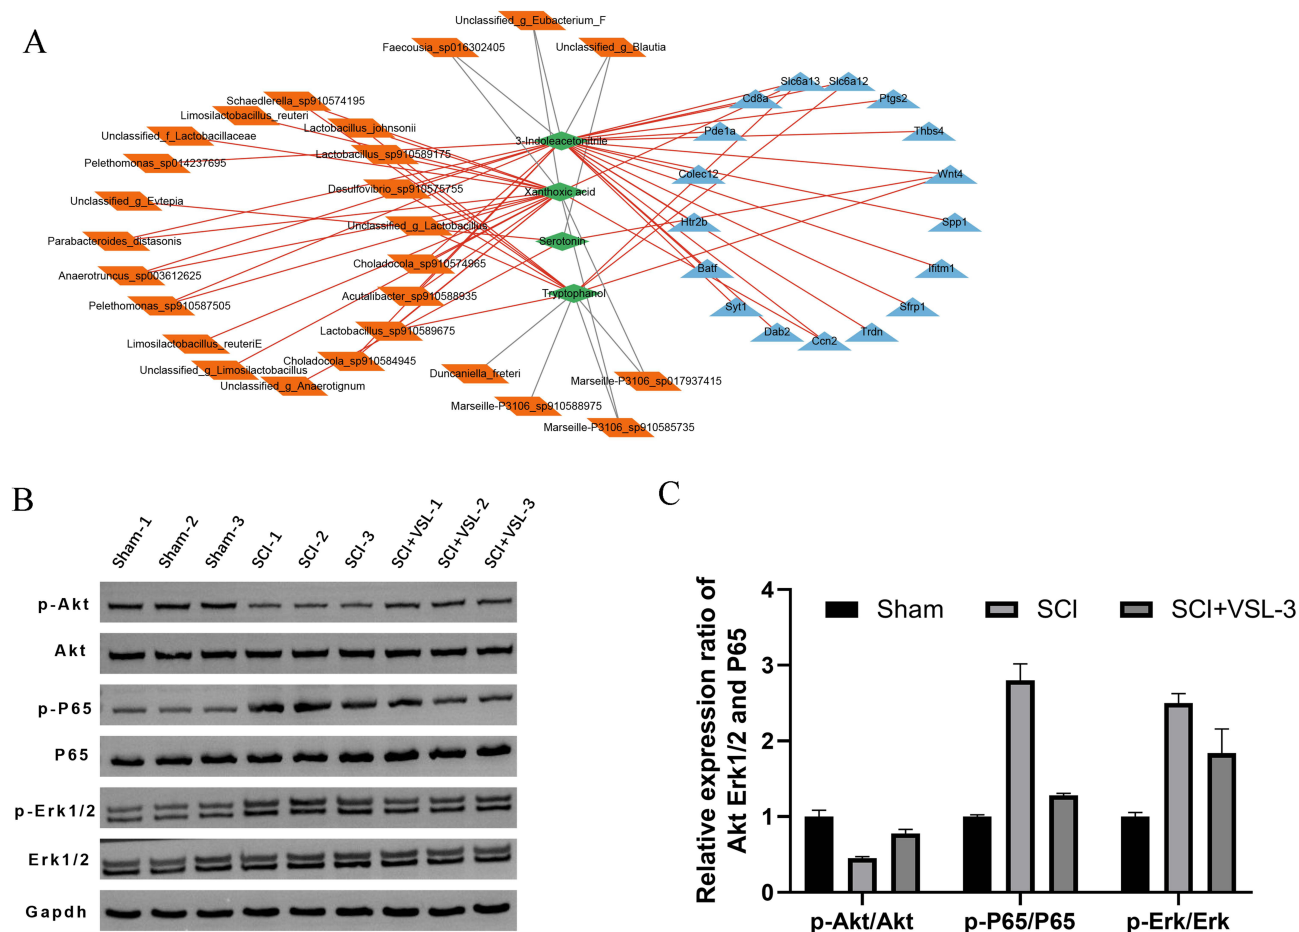 A
Unclassified_g_Eubacterium_F
Faecousia_sp016302405
Unclassified_g_Blautia
Schaedlerella_sp910574195
Limosilactobacillus_reuteri
Lactobacillus_johnsonii
Unclassified_f_Lactobacillaceae
Lactobacillus_sp910589175
Pelethomonas_sp014237695
Desulfovibrio_sp910575755
Unclassified_g_Evtepia
Unclassified_g_Lactobacillus
Parabacteroides_distasonis
Choladocola_sp910574965
Anaerotruncus_sp003612625
Acutalibacter_sp910588935
Pelethomonas_sp910587505
Lactobacillus_sp910589675
Limosilactobacillus_reuteriE
Choladocola_sp910584945
Unclassified_g_Limosilactobacillus
Unclassified_g_Anaerotignum
Duncaniella_freteri
Marseille-P3106_sp017937415
Marseille-P3106_sp910588975
Marseille-P3106_sp910585735
3-Indoleacetonitrile
Xanthoxic acid
Serotonin
Tryptophanol
Slc6a13
Slc6a12
Cd8a
Ptgs2
Pde1a
Thbs4
Colec12
Wnt4
Htr2b
Spp1
Batf
Ifitm1
Syt1
Sfrp1
Dab2
Trdn
Ccn2
B
Sham-1
Sham-2
Sham-3
SCI-1
SCI-2
SCI-3
SCI+VSL-1
SCI+VSL-2
SCI+VSL-3
p-Akt
Akt
p-P65
P65
p-Erk1/2
Erk1/2
Gapdh
C
Relative expression ratio of
Akt Erk1/2 and P65
4
3
2
1
0
Sham
SCI
SCI+VSL-3
p-Akt/Akt
p-P65/P65
p-Erk/Erk